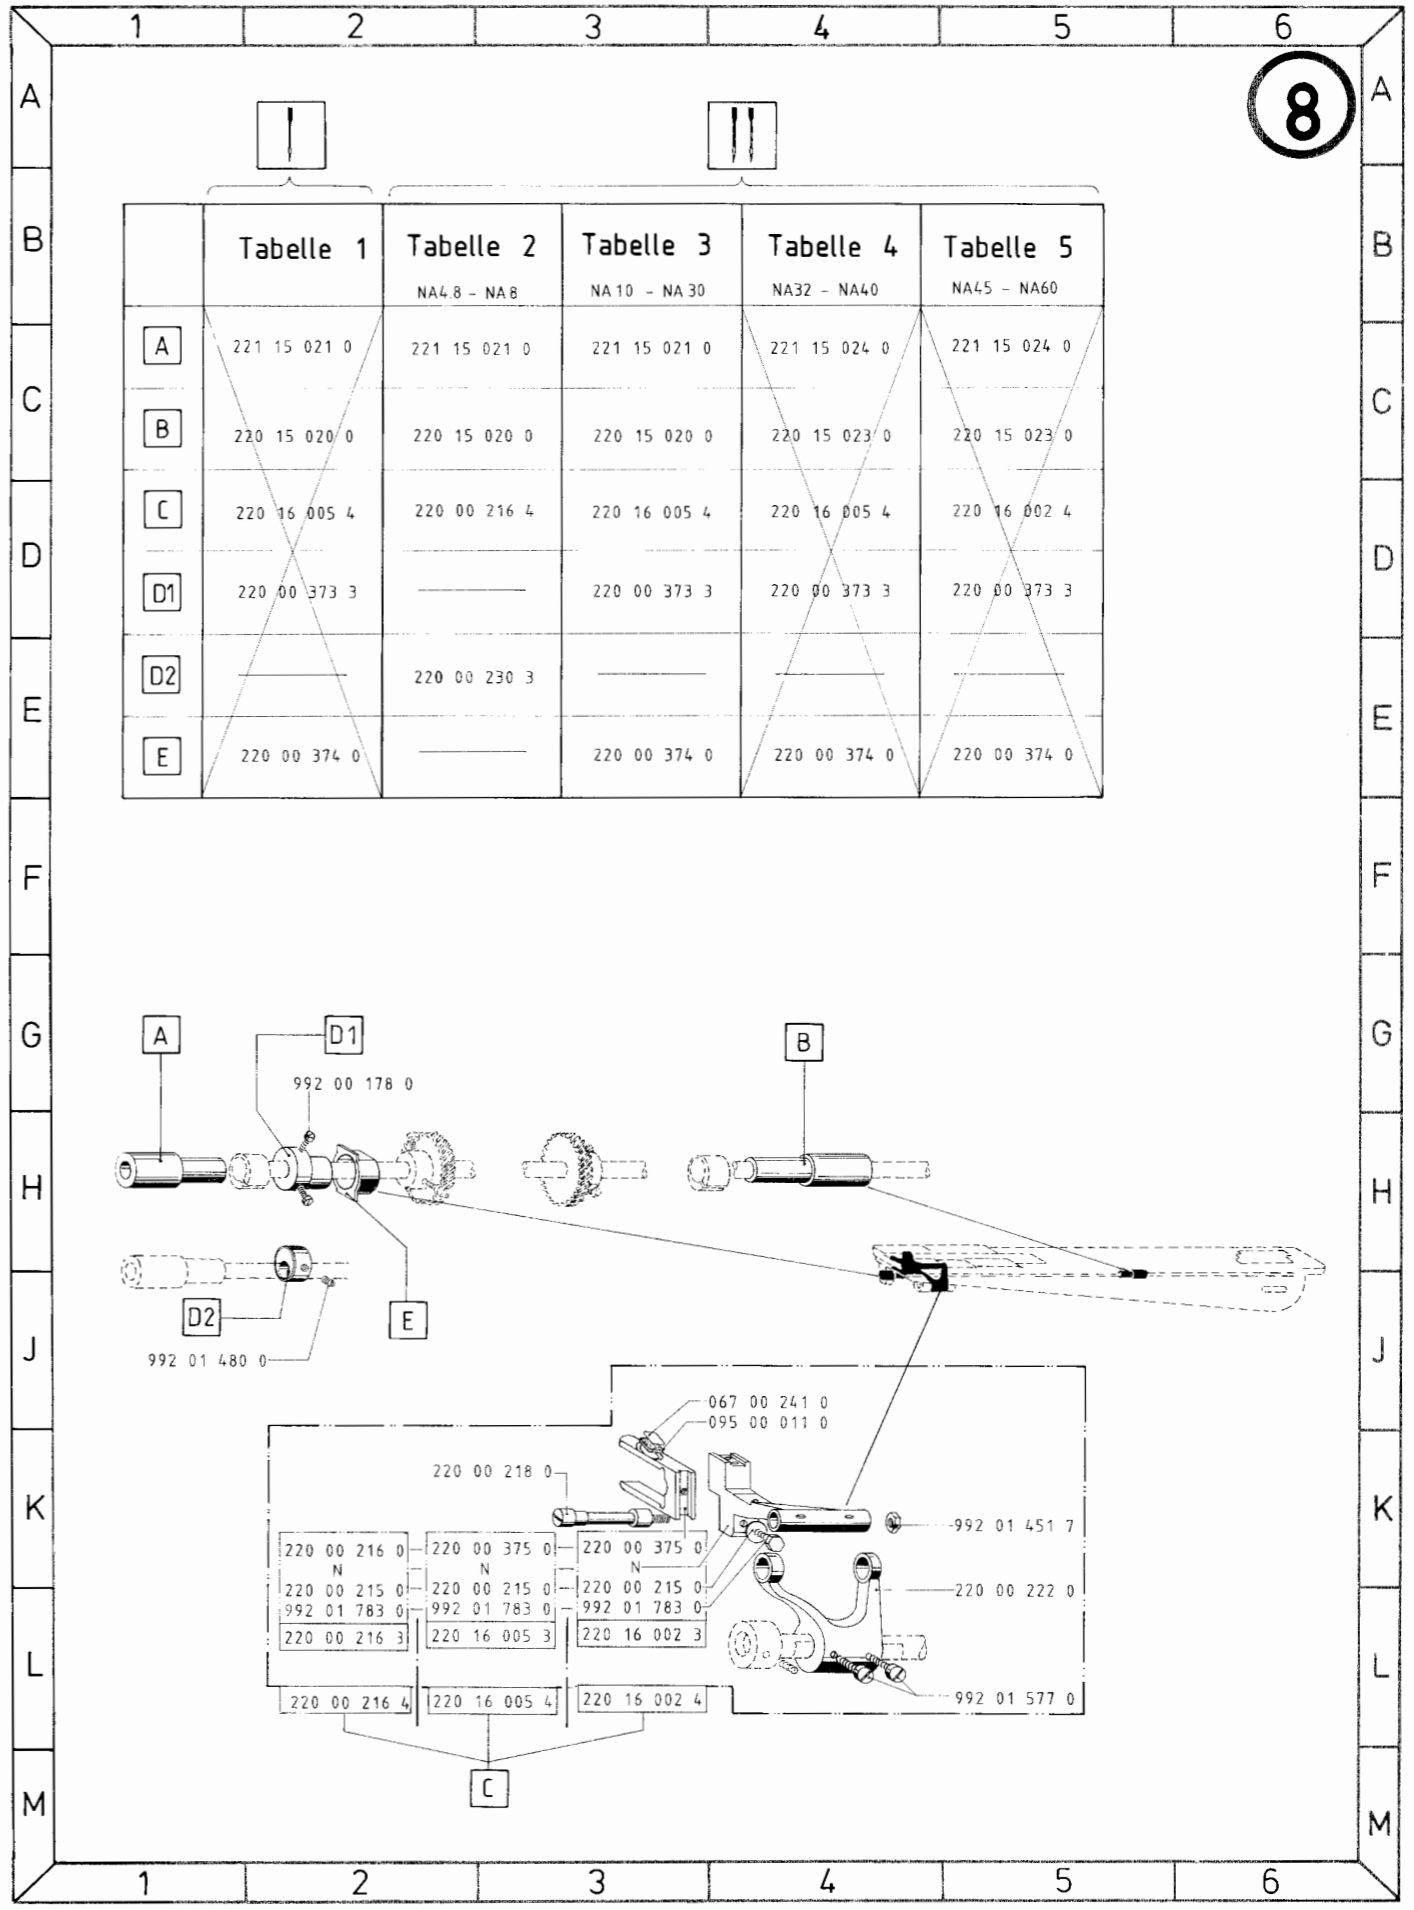 1 2 3 4 5 6
A A
8
B B
Tabelle 1 Tabelle 2 Tabelle 3 Tabelle 4 Tabelle 5
NA4.8 - NA8 NA10 - NA30 NA32 - NA40 NA45 - NA60
A 221 15 021 0 221 15 021 0 221 15 021 0 221 15 024 0 221 15 024 0
C C
B 220 15 020 0 220 15 020 0 220 15 020 0 220 15 023 0 220 15 023 0
C 220 16 005 4 220 00 216 4 220 16 005 4 220 16 005 4 220 16 002 4
D D
D1 220 00 373 3 220 00 373 3 220 00 373 3 220 00 373 3
D2 220 00 230 3
E E
E 220 00 374 0 220 00 374 0 220 00 374 0 220 00 374 0
F F
G G
A D1 B
992 00 178 0
H H
D2 E
J J
992 01 480 0
067 00 241 0
095 00 011 0
220 00 218 0
K K
992 01 451 7
220 00 216 0 220 00 375 0 220 00 375 0
N N N
220 00 215 0 220 00 215 0 220 00 215 0 220 00 222 0
992 01 783 0 992 01 783 0 992 01 783 0
220 00 216 3 220 16 005 3 220 16 002 3
L L
220 00 216 4 220 16 005 4 220 16 002 4 992 01 577 0
C
M M
1 2 3 4 5 6